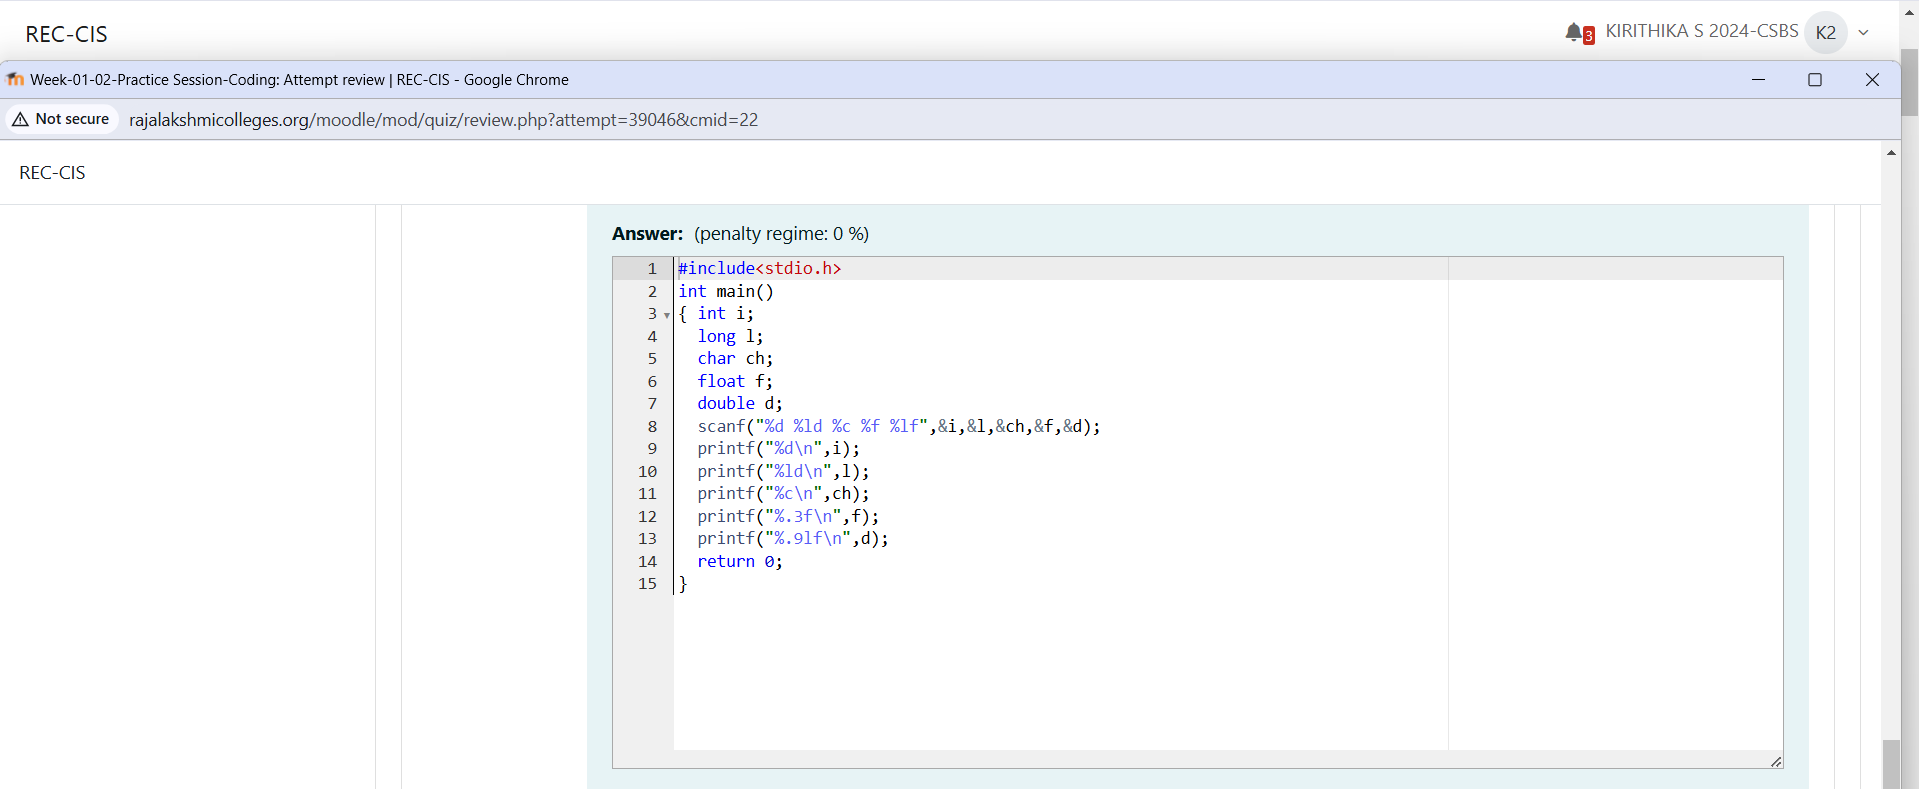 REC-CIS
3 KIRITHIKA S 2024-CSBS K2
Week-01-02-Practice Session-Coding: Attempt review | REC-CIS - Google Chrome
Not secure rajalakshmicolleges.org/moodle/mod/quiz/review.php?attempt=39046&cmid=22
REC-CIS
Answer: (penalty regime: 0 %)
1 #include<stdio.h>
2 int main()
3 { int i;
4 long l;
5 char ch;
6 float f;
7 double d;
8 scanf("%d %ld %c %f %lf",&i,&l,&ch,&f,&d);
9 printf("%d\n",i);
10 printf("%ld\n",l);
11 printf("%c\n",ch);
12 printf("%.3f\n",f);
13 printf("%.9lf\n",d);
14 return 0;
15 }